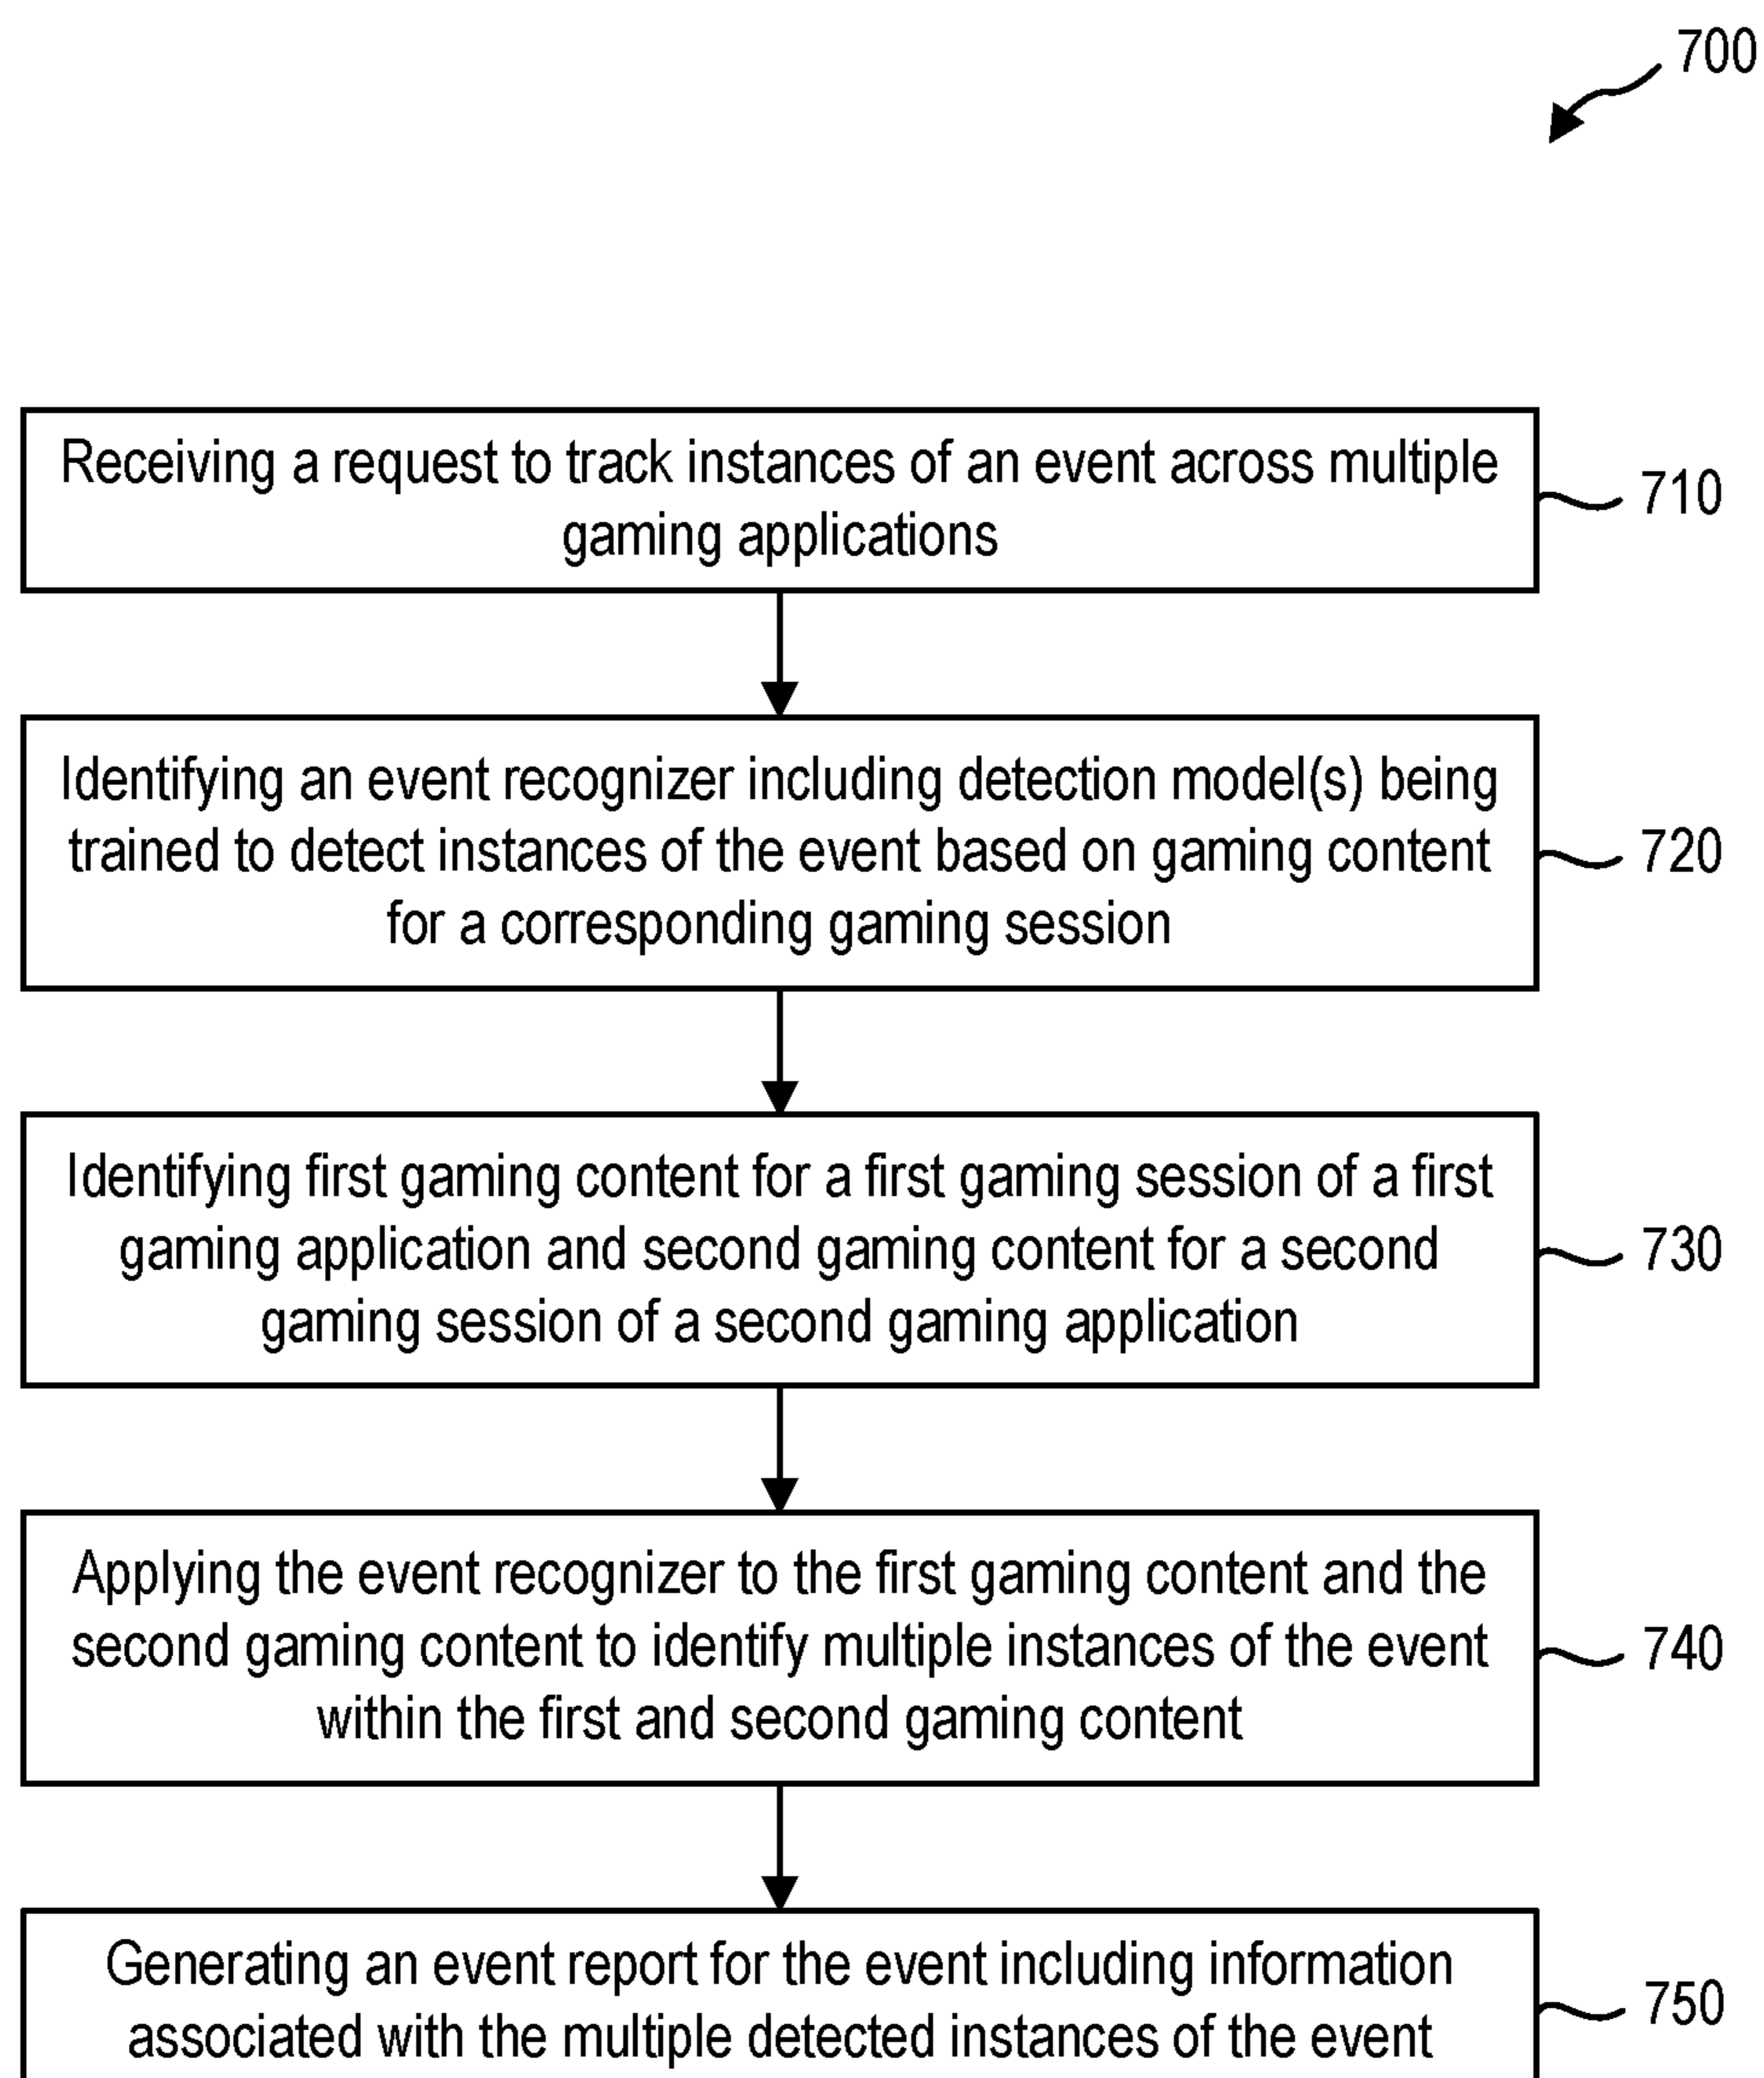 700
Receiving a request to track instances of an event across multiple
gaming applications
710
Identifying an event recognizer including detection model(s) being
trained to detect instances of the event based on gaming content
for a corresponding gaming session
720
Identifying first gaming content for a first gaming session of a first
gaming application and second gaming content for a second
gaming session of a second gaming application
730
Applying the event recognizer to the first gaming content and the
second gaming content to identify multiple instances of the event
within the first and second gaming content
740
Generating an event report for the event including information
associated with the multiple detected instances of the event
750